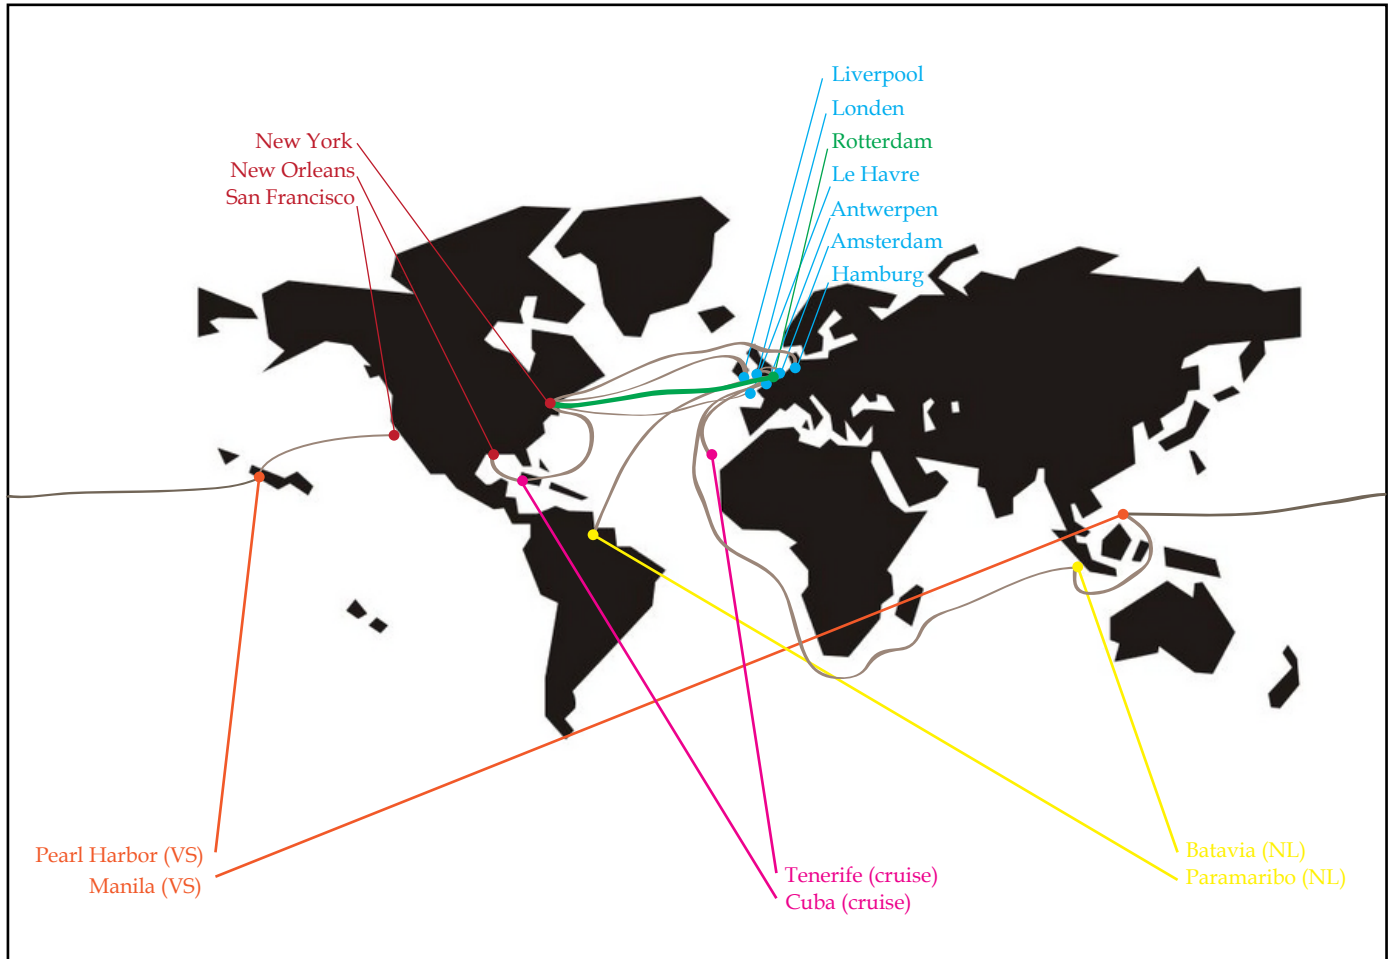 Liverpool
Londen
Rotterdam
Le Havre
Antwerpen
Amsterdam
Hamburg
New York
New Orleans
San Francisco
Pearl Harbor (VS)
Manila (VS)
Tenerife (cruise)
Cuba (cruise)
Batavia (NL)
Paramaribo (NL)